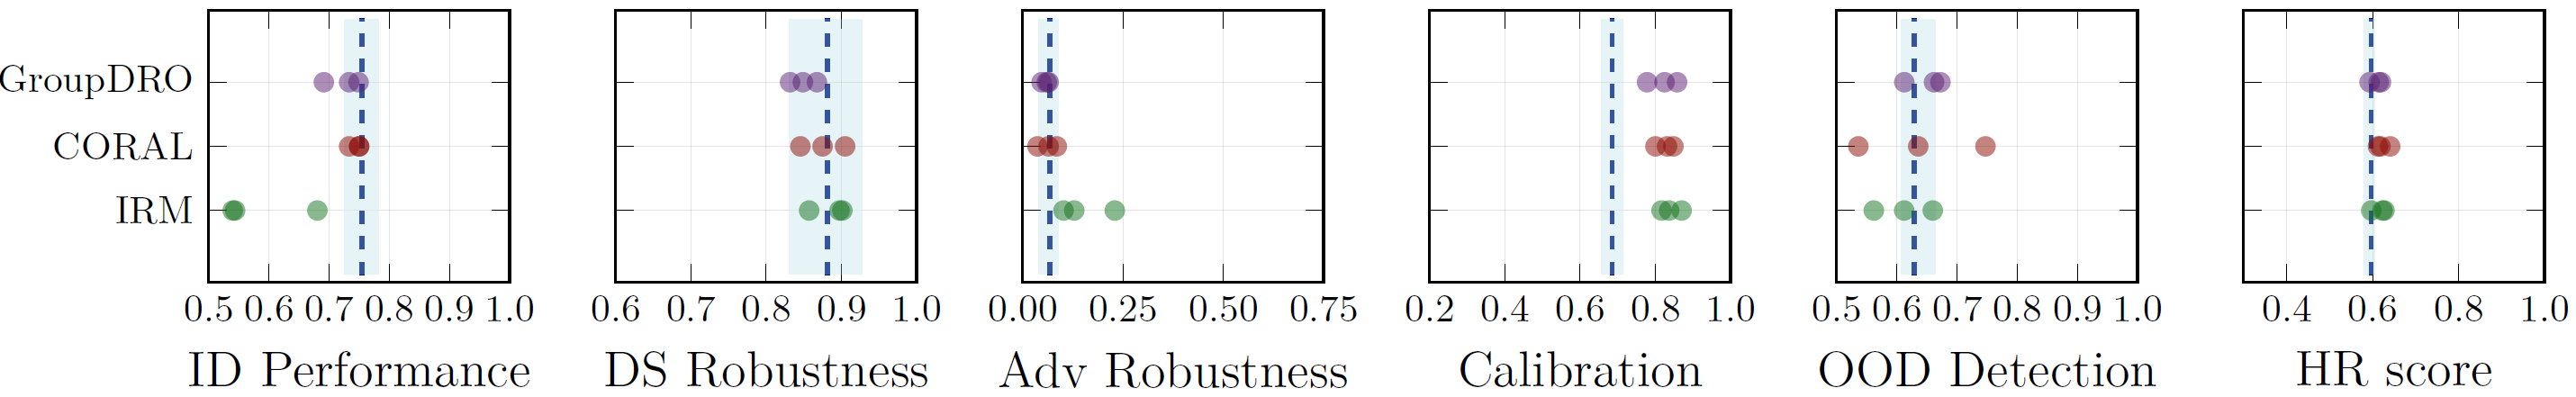 GroupDRO
CORAL
IRM
0.5 0.6 0.7 0.8 0.9 1.0
ID Performance
0.6 0.7 0.8 0.9 1.0
DS Robustness
0.00 0.25 0.50 0.75
Adv Robustness
0.2 0.4 0.6 0.8 1.0
Calibration
0.5 0.6 0.7 0.8 0.9 1.0
OOD Detection
0.4 0.6 0.8 1.0
HR score